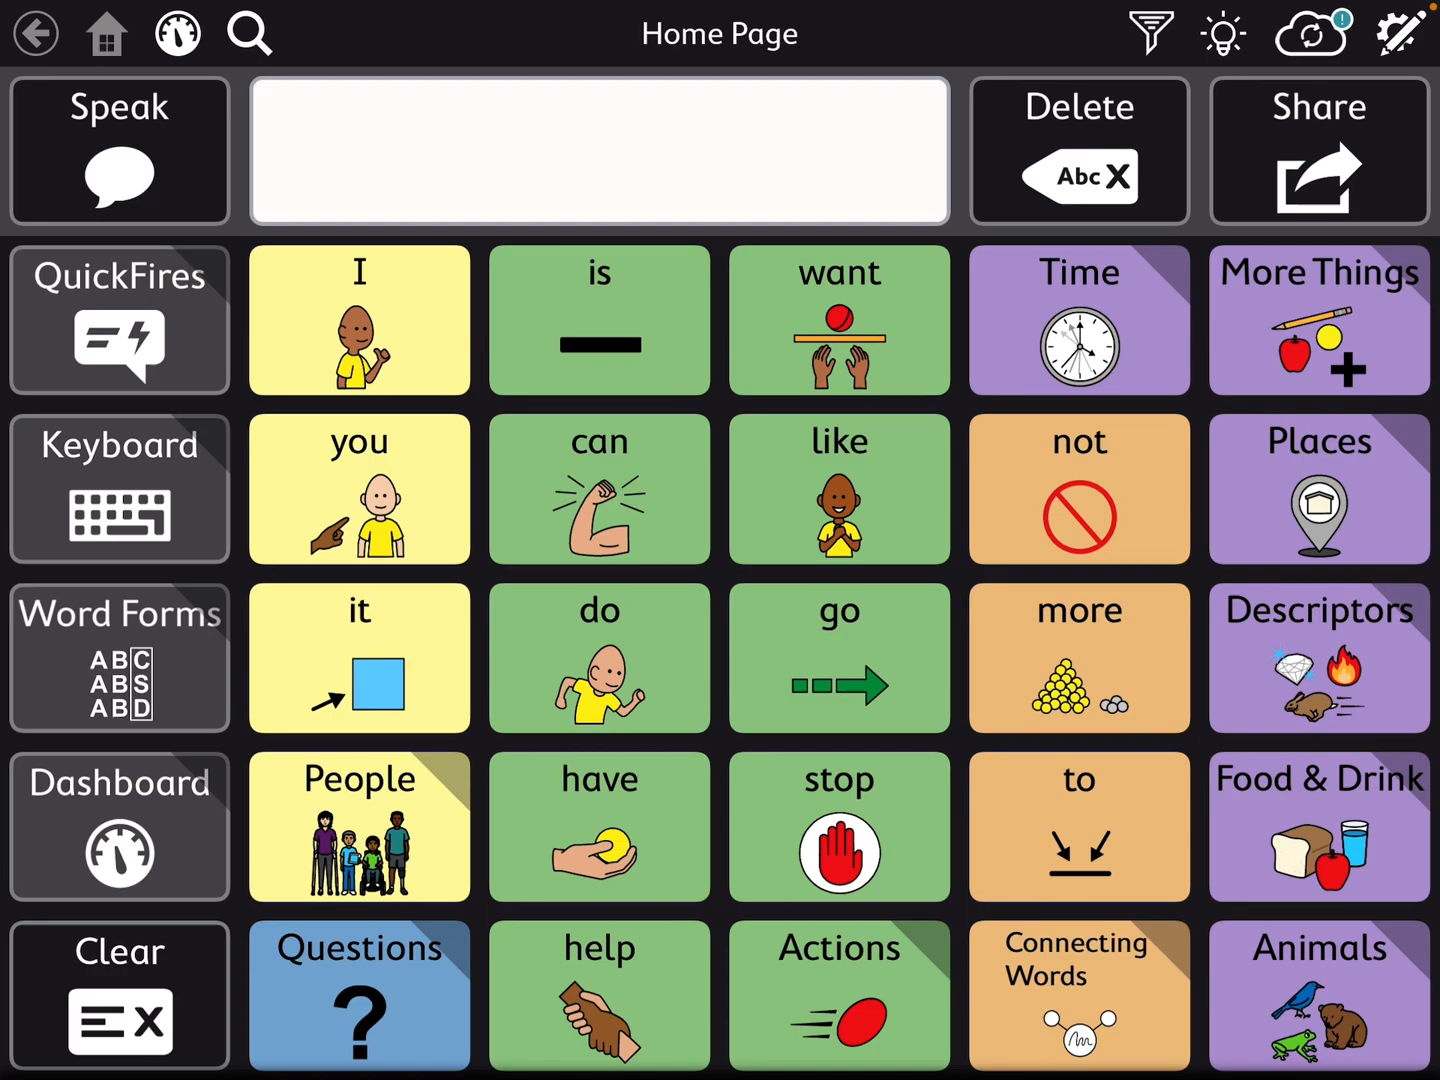 Home Page
Speak
Delete
Abc X
Share
QuickFires
I
is
want
Time
More Things
Keyboard
you
can
like
not
Places
Word Forms
ABC
ABS
ABD
it
do
go
more
Descriptors
Dashboard
People
have
stop
to
Food & Drink
Clear
X
Questions
?
help
Actions
Connecting
Words
Animals